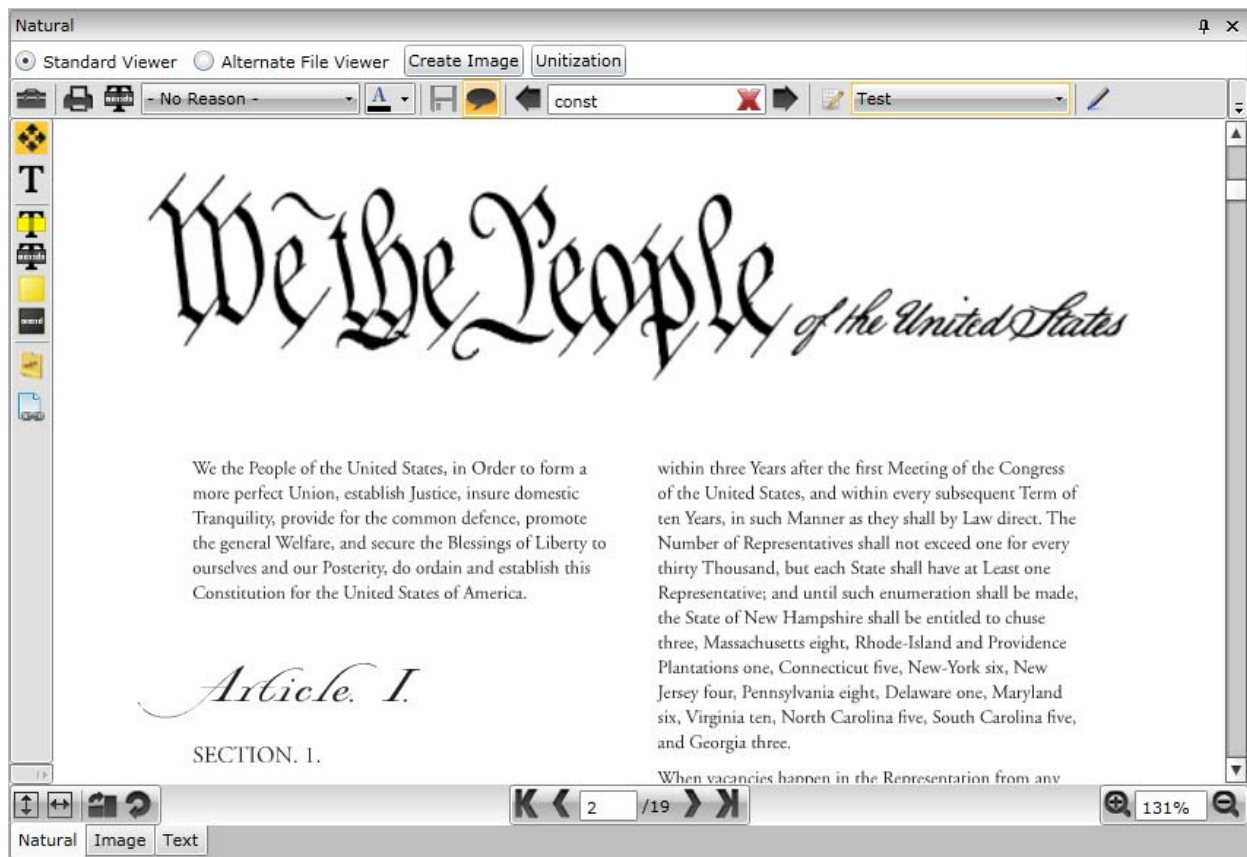 Natural
Standard Viewer Alternate File Viewer Create Image Unitization
- No Reason - A const Test
T
We the People of the United States
We the People of the United States, in Order to form a
more perfect Union, establish Justice, insure domestic
Tranquility, provide for the common defence, promote
the general Welfare, and secure the Blessings of Liberty to
ourselves and our Posterity, do ordain and establish this
Constitution for the United States of America.
Article. I.
SECTION. 1.
within three Years after the first Meeting of the Congress
of the United States, and within every subsequent Term of
ten Years, in such Manner as they shall by Law direct. The
Number of Representatives shall not exceed one for every
thirty Thousand, but each State shall have at Least one
Representative; and until such enumeration shall be made,
the State of New Hampshire shall be entitled to chuse
three, Massachusetts eight, Rhode-Island and Providence
Plantations one, Connecticut five, New-York six, New
Jersey four, Pennsylvania eight, Delaware one, Maryland
six, Virginia ten, North Carolina five, South Carolina five,
and Georgia three.
When vacancies happen in the Representation from any
2 /19 131%
Natural Image Text